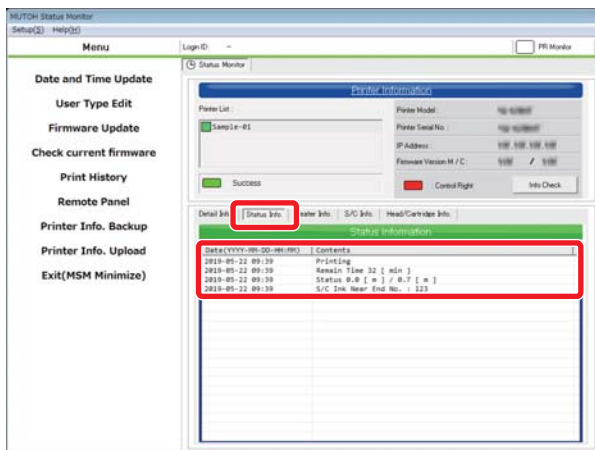 MUTOH Status Monitor
Setup(S) Help(H)
Menu
Login ID: -
PR Monitor
Status Monitor
Date and Time Update
User Type Edit
Firmware Update
Check current firmware
Print History
Remote Panel
Printer Info. Backup
Printer Info. Upload
Exit(MSM Minimize)
Printer Information
Printer List :
Sample-01
Success
Printer Model :
Printer Serial No. :
IP Address :
Firmware Version M / C : /
: Control Right
Info Check
Detail Info. Status Info. eater Info. S/C Info. Head/Cartridge Info.
Status Information
Date(YYYY-MM-DD-HH:MM) Contents
2019-05-22 09:39 Printing
2019-05-22 09:39 Remain Time 32 [ min ]
2019-05-22 09:39 Status 0.0 [ m ] / 0.7 [ m ]
2019-05-22 09:39 S/C Ink Near End No. : 123